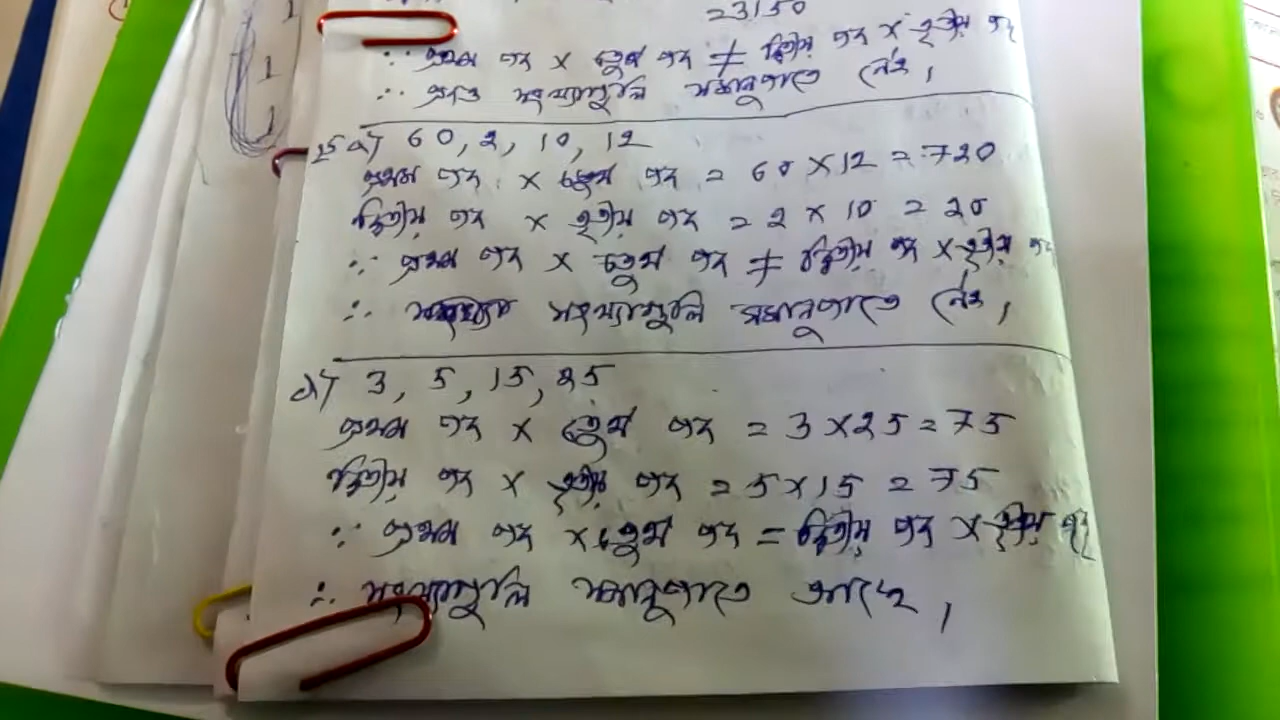 = 23150
∵ প্রথম পদ × চতুর্থ পদ ≠ দ্বিতীয় পদ × তৃতীয় পদ
∴ প্রদত্ত সংখ্যাগুলি সমানুপাতে নেই।
60, 2, 10, 12
প্রথম পদ × চতুর্থ পদ = 60 × 12 = 720
দ্বিতীয় পদ × তৃতীয় পদ = 2 × 10 = 20
∵ প্রথম পদ × চতুর্থ পদ ≠ দ্বিতীয় পদ × তৃতীয় পদ
∴ সংখ্যাগুলি সমানুপাতে নেই।
3, 5, 15, 25
প্রথম পদ × চতুর্থ পদ = 3 × 25 = 75
দ্বিতীয় পদ × তৃতীয় পদ = 5 × 15 = 75
∵ প্রথম পদ × চতুর্থ পদ = দ্বিতীয় পদ × তৃতীয় পদ
∴ সংখ্যাগুলি সমানুপাতে আছে।